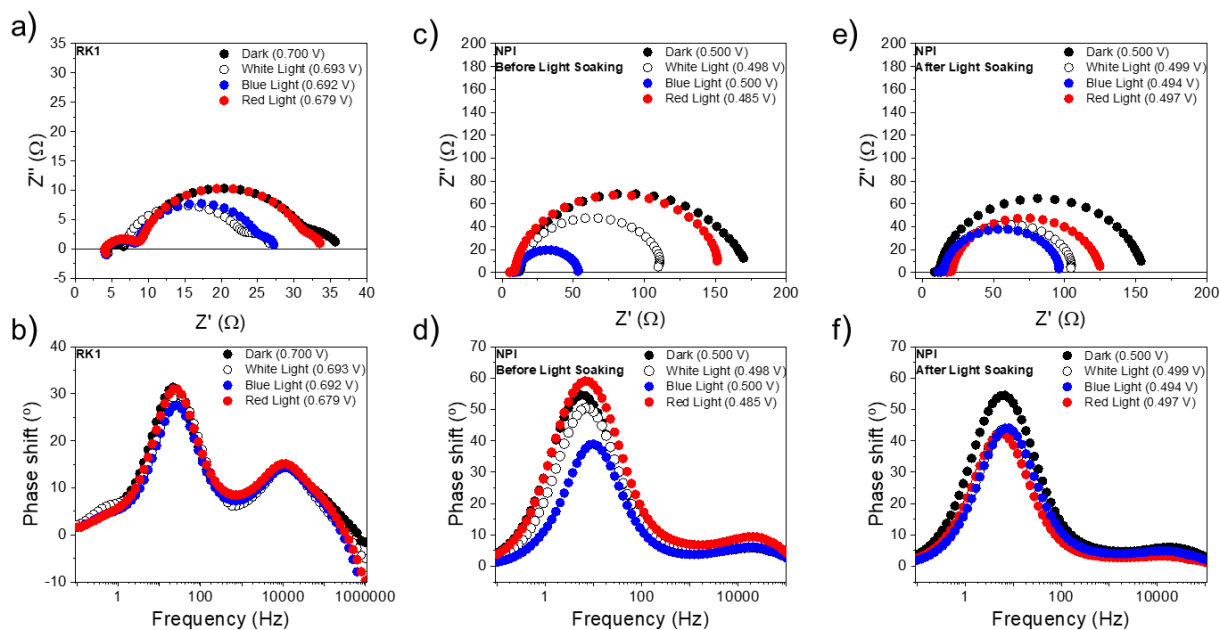 a)
RK1
Dark (0.700 V)
White Light (0.693 V)
Blue Light (0.692 V)
Red Light (0.679 V)
35
30
25
20
15
10
5
0
-5
Z'' (Ω)
0 5 10 15 20 25 30 35 40
Z' (Ω)
c)
NPI
Before Light Soaking
Dark (0.500 V)
White Light (0.498 V)
Blue Light (0.500 V)
Red Light (0.485 V)
200
180
160
140
120
100
80
60
40
20
0
Z'' (Ω)
0 50 100 150 200
Z' (Ω)
e)
NPI
After Light Soaking
Dark (0.500 V)
White Light (0.499 V)
Blue Light (0.494 V)
Red Light (0.497 V)
200
180
160
140
120
100
80
60
40
20
0
Z'' (Ω)
0 50 100 150 200
Z' (Ω)
b)
RK1
Dark (0.700 V)
White Light (0.693 V)
Blue Light (0.692 V)
Red Light (0.679 V)
40
30
20
10
0
-10
Phase shift (º)
1 100 10000 1000000
Frequency (Hz)
d)
NPI
Before Light Soaking
Dark (0.500 V)
White Light (0.498 V)
Blue Light (0.500 V)
Red Light (0.485 V)
70
60
50
40
30
20
10
0
Phase shift (º)
1 100 10000
Frequency (Hz)
f)
NPI
After Light Soaking
Dark (0.500 V)
White Light (0.499 V)
Blue Light (0.494 V)
Red Light (0.497 V)
70
60
50
40
30
20
10
0
Phase shift (º)
1 100 10000
Frequency (Hz)